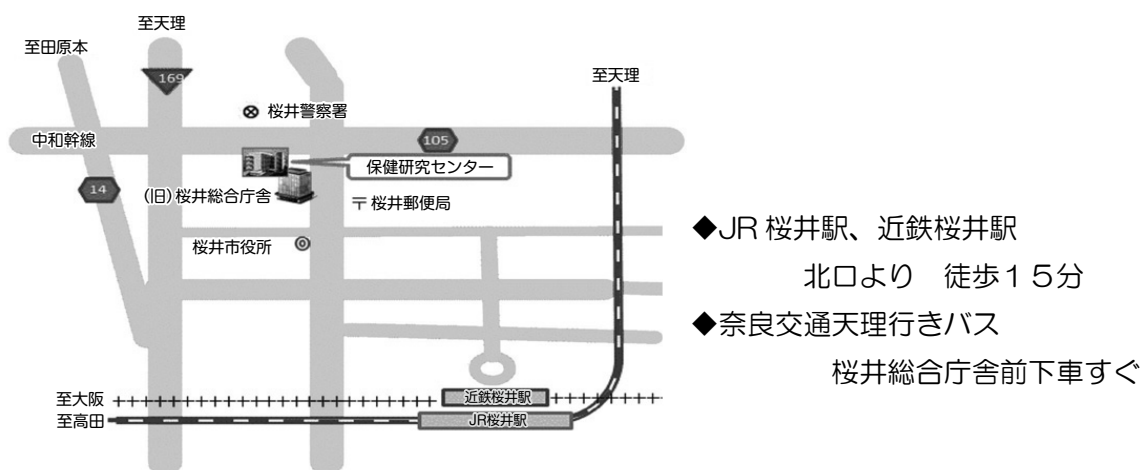 至天理
至田原本
169
至天理
桜井警察署
中和幹線
105
保健研究センター
14
(旧)桜井総合庁舎
〒桜井郵便局
桜井市役所
◆JR 桜井駅、近鉄桜井駅
北口より　徒歩15分
◆奈良交通天理行きバス
桜井総合庁舎前下車すぐ
至大阪
近鉄桜井駅
至高田
JR桜井駅